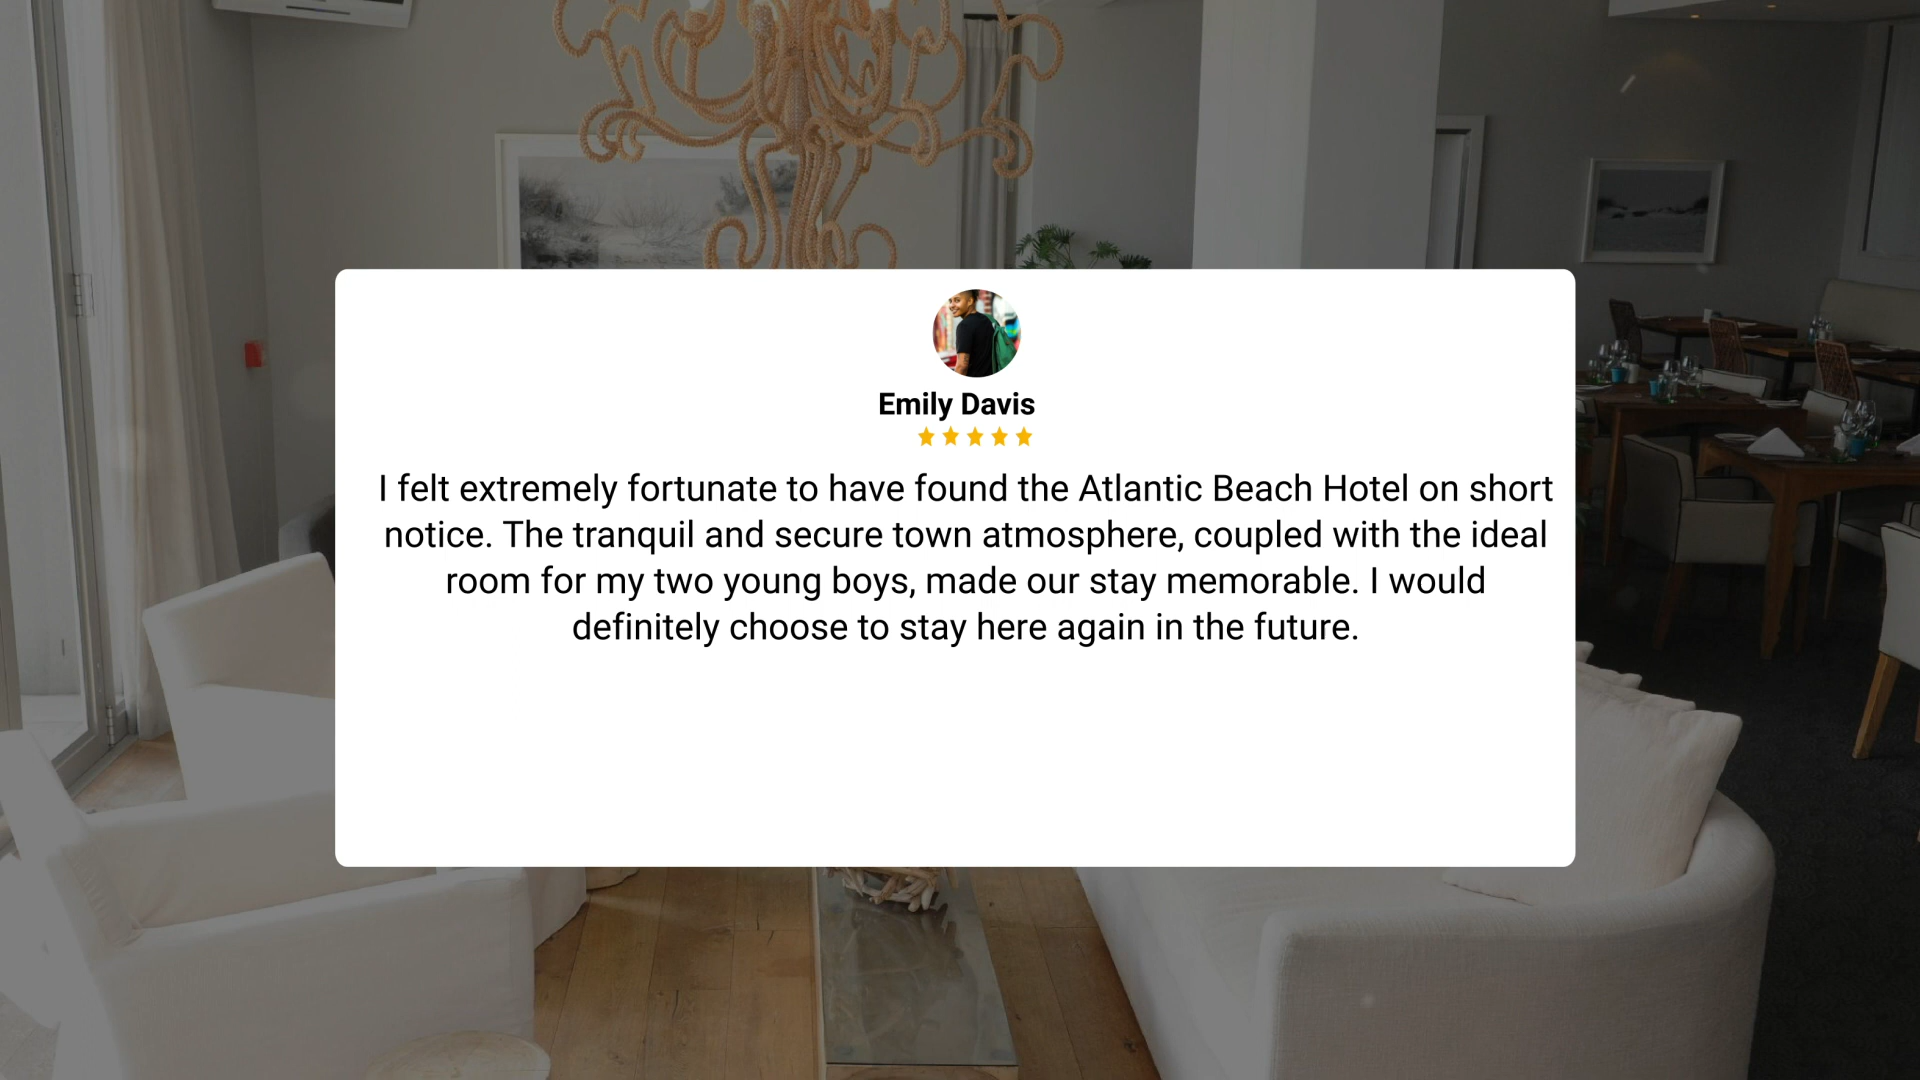 Emily Davis
I felt extremely fortunate to have found the Atlantic Beach Hotel on short
notice. The tranquil and secure town atmosphere, coupled with the ideal
room for my two young boys, made our stay memorable. I would
definitely choose to stay here again in the future.